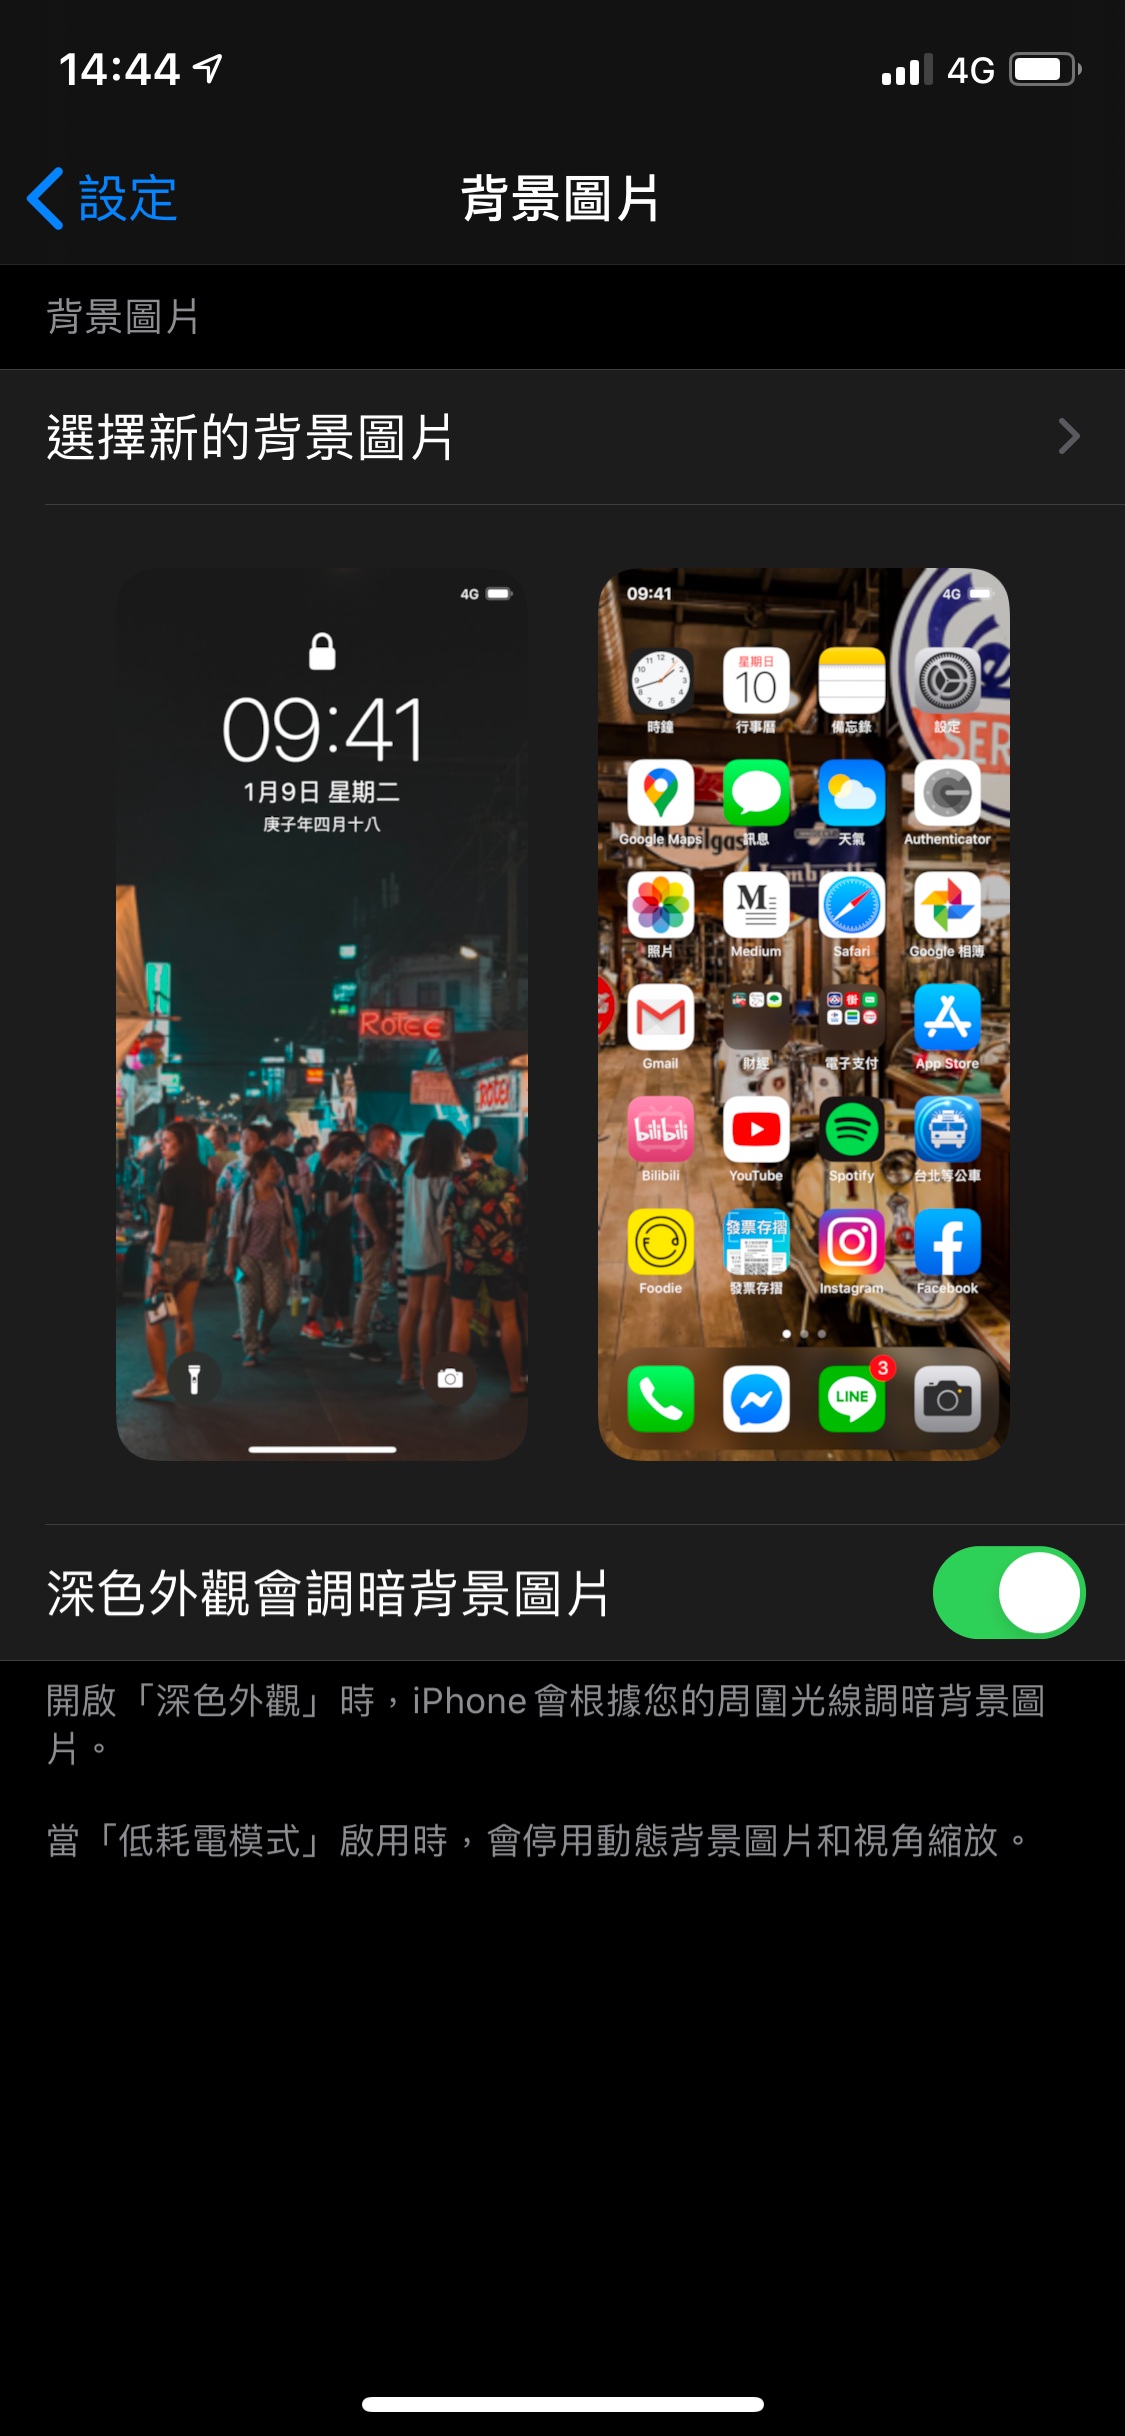 14:44
4G
設定
背景圖片
背景圖片
選擇新的背景圖片
4G
09:41
1月9日 星期二
庚子年四月十八
Rotee
ROTEE
09:41
4G
SER
時鐘
星期日
10
行事曆
備忘錄
設定
Google Maps
訊息
天氣
Authenticator
照片
M
Medium
Safari
Google 相簿
Gmail
財經
電子支付
App Store
bilibili
Bilibili
YouTube
Spotify
台北等公車
Foodie
發票存摺
發票存摺
Instagram
Facebook
LINE
3
深色外觀會調暗背景圖片
開啟「深色外觀」時，iPhone 會根據您的周圍光線調暗背景圖
片。
當「低耗電模式」啟用時，會停用動態背景圖片和視角縮放。